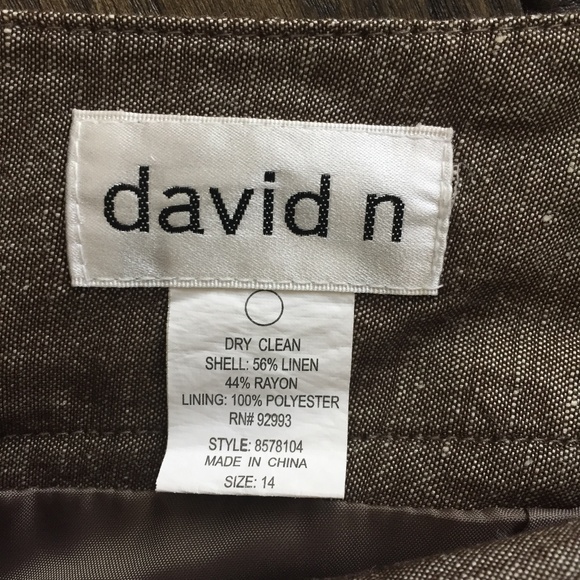 david n
DRY CLEAN
SHELL: 56% LINEN
44% RAYON
LINING: 100% POLYESTER
RN# 92993
STYLE: 8578104
MADE IN CHINA
SIZE: 14